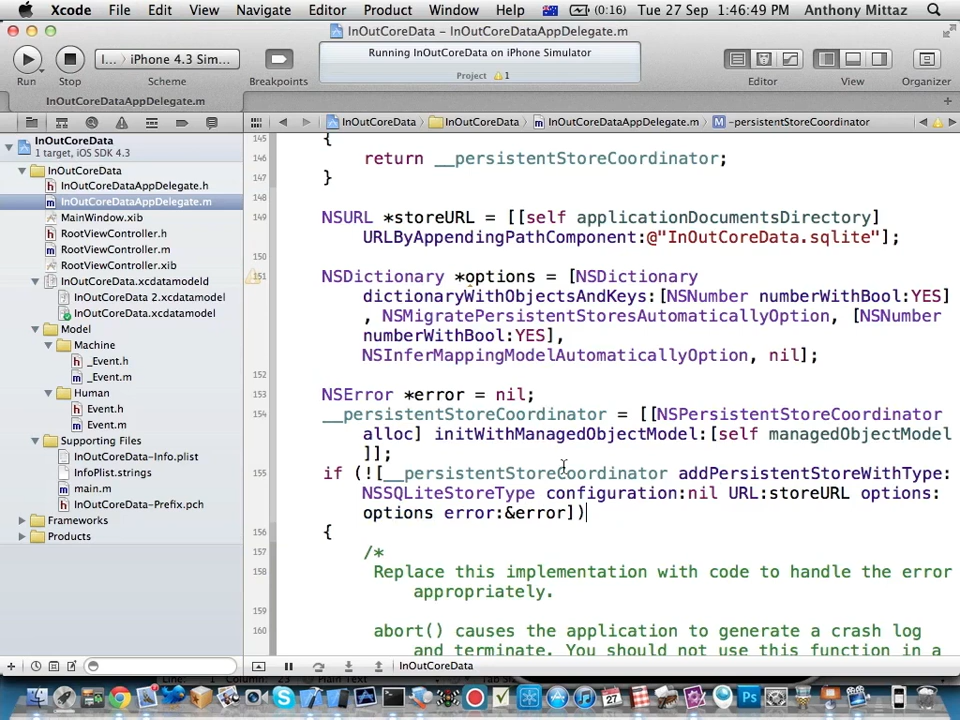 Xcode File Edit View Navigate Editor Product Window Help (0:16) Tue 27 Sep 1:46:49 PM Anthony Mittaz
InOutCoreData – InOutCoreDataAppDelegate.m
I... iPhone 4.3 Sim...
Running InOutCoreData on iPhone Simulator
Project 1
Run Stop Scheme Breakpoints Editor View Organizer
InOutCoreDataAppDelegate.m
InOutCoreData InOutCoreData InOutCoreDataAppDelegate.m -persistentStoreCoordinator
InOutCoreData
1 target, iOS SDK 4.3
InOutCoreData
InOutCoreDataAppDelegate.h
InOutCoreDataAppDelegate.m
MainWindow.xib
RootViewController.h
RootViewController.m
RootViewController.xib
InOutCoreData.xcdatamodeld
InOutCoreData 2.xcdatamodel
InOutCoreData.xcdatamodel
Model
Machine
_Event.h
_Event.m
Human
Event.h
Event.m
Supporting Files
InOutCoreData-Info.plist
InfoPlist.strings
main.m
InOutCoreData-Prefix.pch
Frameworks
Products
145 {
146 return __persistentStoreCoordinator;
147 }
148
149 NSURL *storeURL = [[self applicationDocumentsDirectory]
URLByAppendingPathComponent:@"InOutCoreData.sqlite"];
150
151 NSDictionary *options = [NSDictionary
dictionaryWithObjectsAndKeys:[NSNumber numberWithBool:YES]
, NSMigratePersistentStoresAutomaticallyOption, [NSNumber
numberWithBool:YES],
NSInferMappingModelAutomaticallyOption, nil];
152
153 NSError *error = nil;
154 __persistentStoreCoordinator = [[NSPersistentStoreCoordinator
alloc] initWithManagedObjectModel:[self managedObjectModel
]];
155 if (![__persistentStoreCoordinator addPersistentStoreWithType:
NSSQLiteStoreType configuration:nil URL:storeURL options:
options error:&error])
156 {
157 /*
158 Replace this implementation with code to handle the error
appropriately.
159
160 abort() causes the application to generate a crash log
and terminate. You should not use this function in a
InOutCoreData